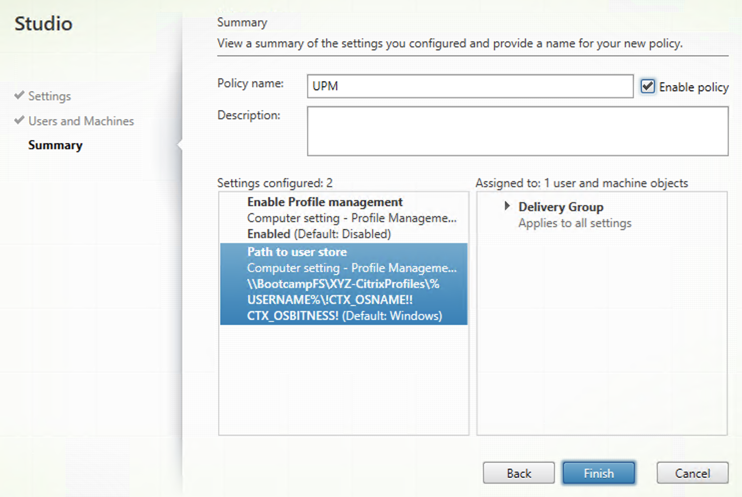 Studio
Settings
Users and Machines
Summary
Summary
View a summary of the settings you configured and provide a name for your new policy.
Policy name:
UPM
Enable policy
Description:
Settings configured: 2
Enable Profile management
Computer setting - Profile Manageme...
Enabled (Default: Disabled)
Path to user store
Computer setting - Profile Manageme...
\\BootcampFS\XYZ-CitrixProfiles\%
USERNAME%\!CTX_OSNAME!!
CTX_OSBITNESS! (Default: Windows)
Assigned to: 1 user and machine objects
Delivery Group
Applies to all settings
Back
Finish
Cancel